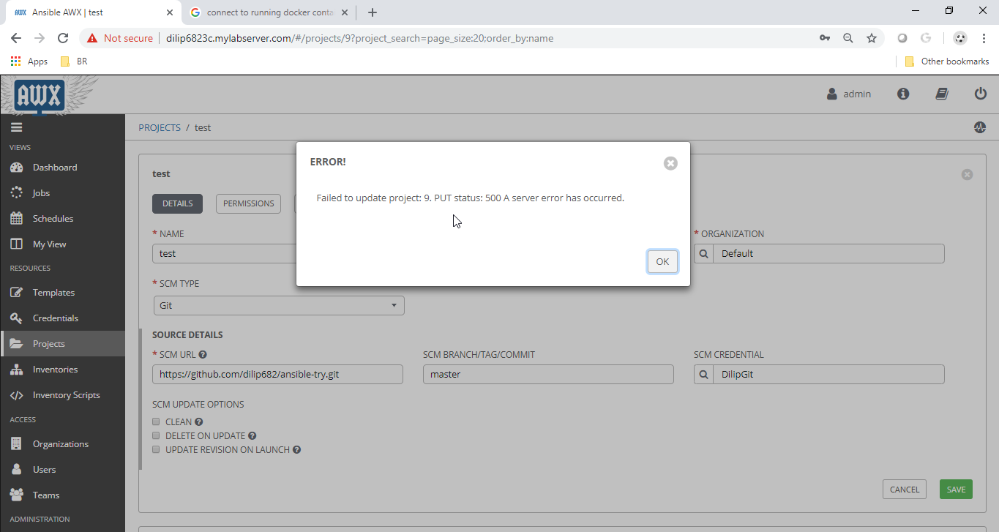 Ansible AWX | test
connect to running docker conta
Not secure
dilip6823c.mylabserver.com/#/projects/9?project_search=page_size:20;order_by:name
Apps
BR
Other bookmarks
AWX
admin
VIEWS
Dashboard
Jobs
Schedules
My View
RESOURCES
Templates
Credentials
Projects
Inventories
Inventory Scripts
ACCESS
Organizations
Users
Teams
ADMINISTRATION
PROJECTS / test
test
DETAILS
PERMISSIONS
ERROR!
Failed to update project: 9. PUT status: 500 A server error has occurred.
OK
* NAME
test
* ORGANIZATION
Default
* SCM TYPE
Git
SOURCE DETAILS
* SCM URL
https://github.com/dilip682/ansible-try.git
SCM BRANCH/TAG/COMMIT
master
SCM CREDENTIAL
DilipGit
SCM UPDATE OPTIONS
CLEAN
DELETE ON UPDATE
UPDATE REVISION ON LAUNCH
CANCEL
SAVE